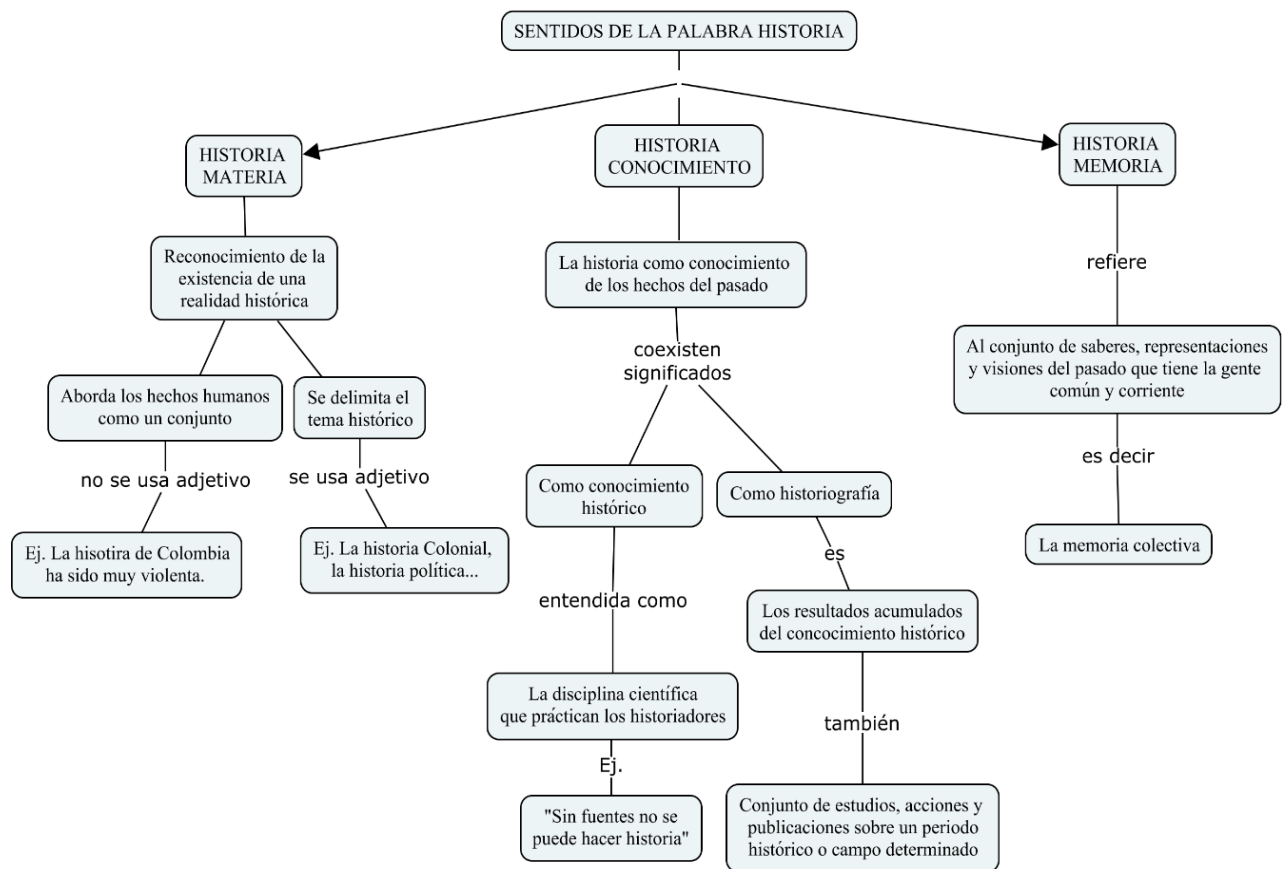 SENTIDOS DE LA PALABRA HISTORIA
HISTORIA
MATERIA
HISTORIA
CONOCIMIENTO
HISTORIA
MEMORIA
Reconocimiento de la
existencia de una
realidad histórica
La historia como conocimiento
de los hechos del pasado
refiere
coexisten
significados
Al conjunto de saberes, representaciones
y visiones del pasado que tiene la gente
común y corriente
Aborda los hechos humanos
como un conjunto
Se delimita el
tema histórico
no se usa adjetivo
se usa adjetivo
es decir
Como conocimiento
histórico
Como historiografía
Ej. La hisotira de Colombia
ha sido muy violenta.
Ej. La historia Colonial,
la historia política...
es
La memoria colectiva
entendida como
Los resultados acumulados
del concocimiento histórico
La disciplina científica
que práctican los historiadores
también
Ej.
"Sin fuentes no se
puede hacer historia"
Conjunto de estudios, acciones y
publicaciones sobre un periodo
histórico o campo determinado